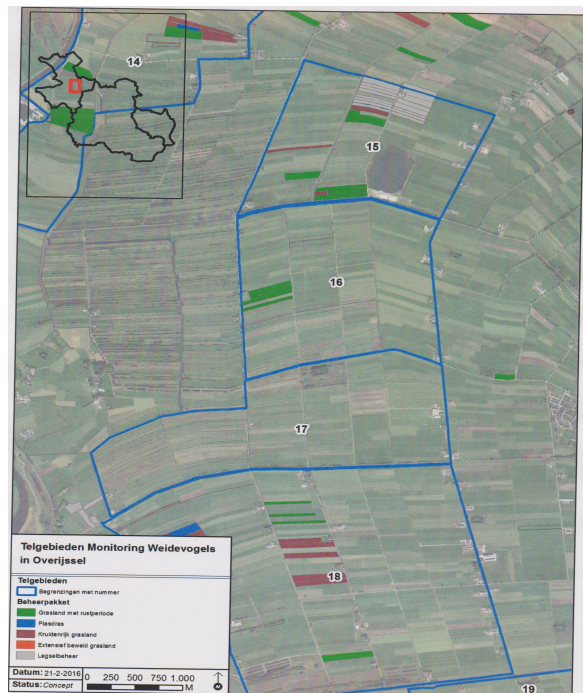 14
15
16
17
18
19
Telgebieden Monitoring Weidevogels
in Overijssel
Telgebieden
Begrenzingen met nummer
Beheerpakket
Grasland met rustperiode
Plasdras
Kruidenrijk grasland
Extensief beweid grasland
Legselbeheer
Datum: 21-2-2016
Status: Concept
0 250 500 750 1.000
M